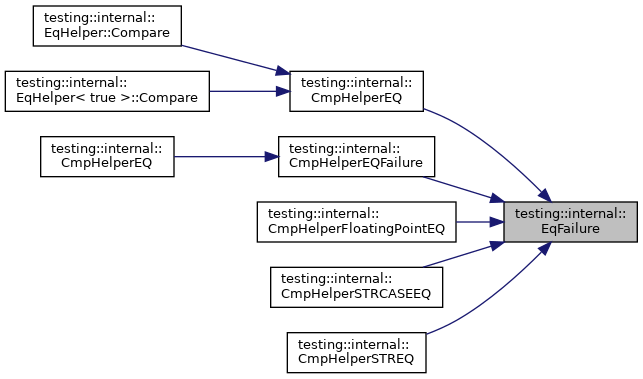 testing::internal::
EqHelper::Compare
testing::internal::
EqHelper< true >::Compare
testing::internal::
CmpHelperEQ
testing::internal::
CmpHelperEQ
testing::internal::
CmpHelperEQFailure
testing::internal::
CmpHelperFloatingPointEQ
testing::internal::
EqFailure
testing::internal::
CmpHelperSTRCASEEQ
testing::internal::
CmpHelperSTREQ